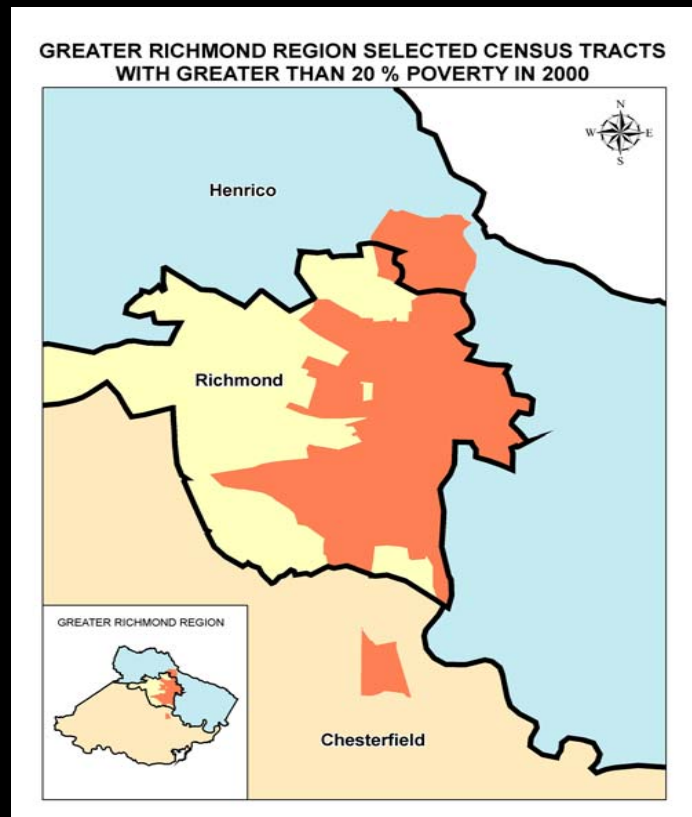 GREATER RICHMOND REGION SELECTED CENSUS TRACTS
WITH GREATER THAN 20 % POVERTY IN 2000
N
W E
S
Henrico
Richmond
GREATER RICHMOND REGION
Chesterfield